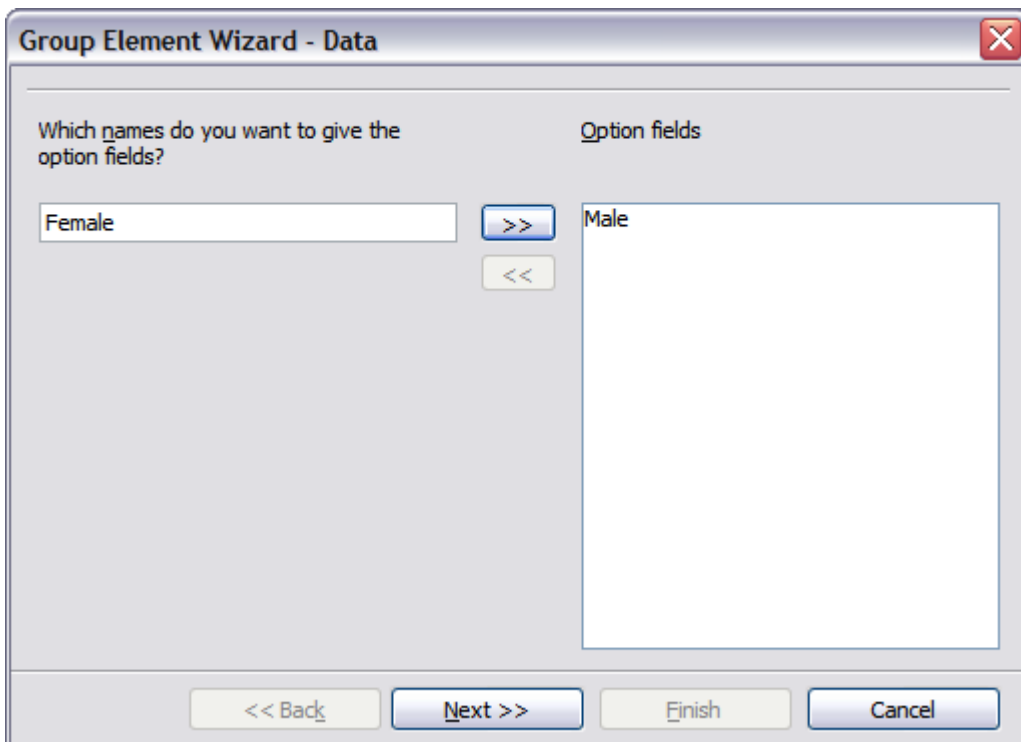 Group Element Wizard - Data
Which names do you want to give the
option fields?
Option fields
Female
>>
Male
<<
<< Back
Next >>
Finish
Cancel